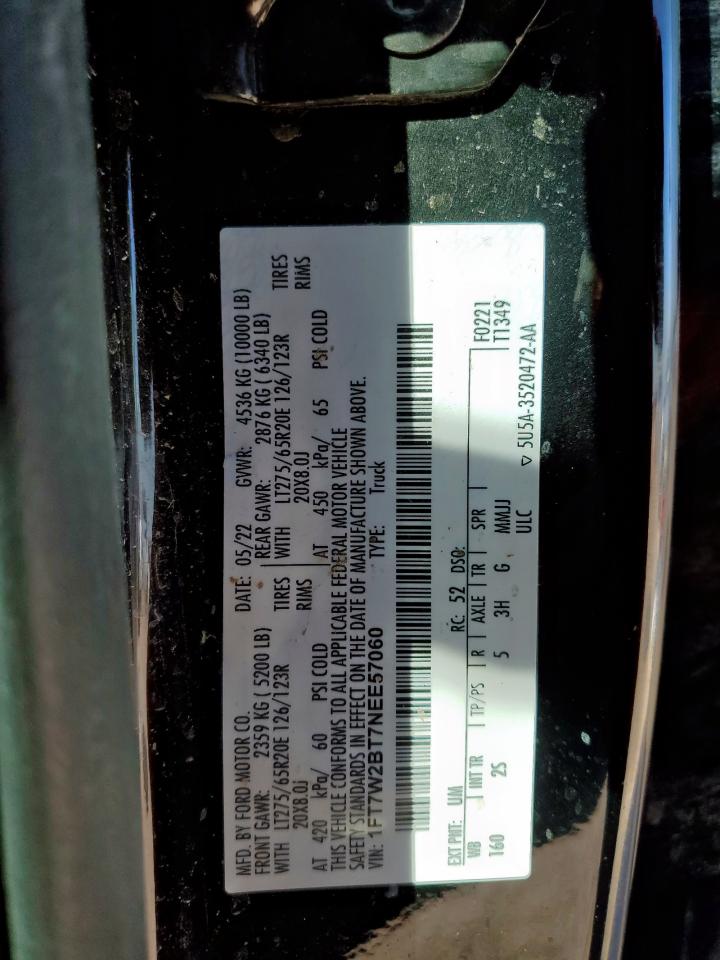 MFD. BY FORD MOTOR CO. DATE: 05/22 GVWR: 4536 KG (10000 LB)
FRONT GAWR: 2359 KG ( 5200 LB) REAR GAWR: 2876 KG ( 6340 LB)
WITH LT275/65R20E 126/123R TIRES WITH LT275/65R20E 126/123R TIRES
20X8.0J RIMS 20X8.0J RIMS
AT 420 kPa/ 60 PSI COLD AT 450 kPa/ 65 PSI COLD
THIS VEHICLE CONFORMS TO ALL APPLICABLE FEDERAL MOTOR VEHICLE
SAFETY STANDARDS IN EFFECT ON THE DATE OF MANUFACTURE SHOWN ABOVE.
VIN: 1FT7W2BT7NEE57060 TYPE: Truck
EXT PNT: UM RC: 52 DSO:
WB INT TR TP/PS R AXLE TR SPR F0221
160 2S 5 3H G MMJJ T1349
ULC ▽ 5U5A-3520472-AA